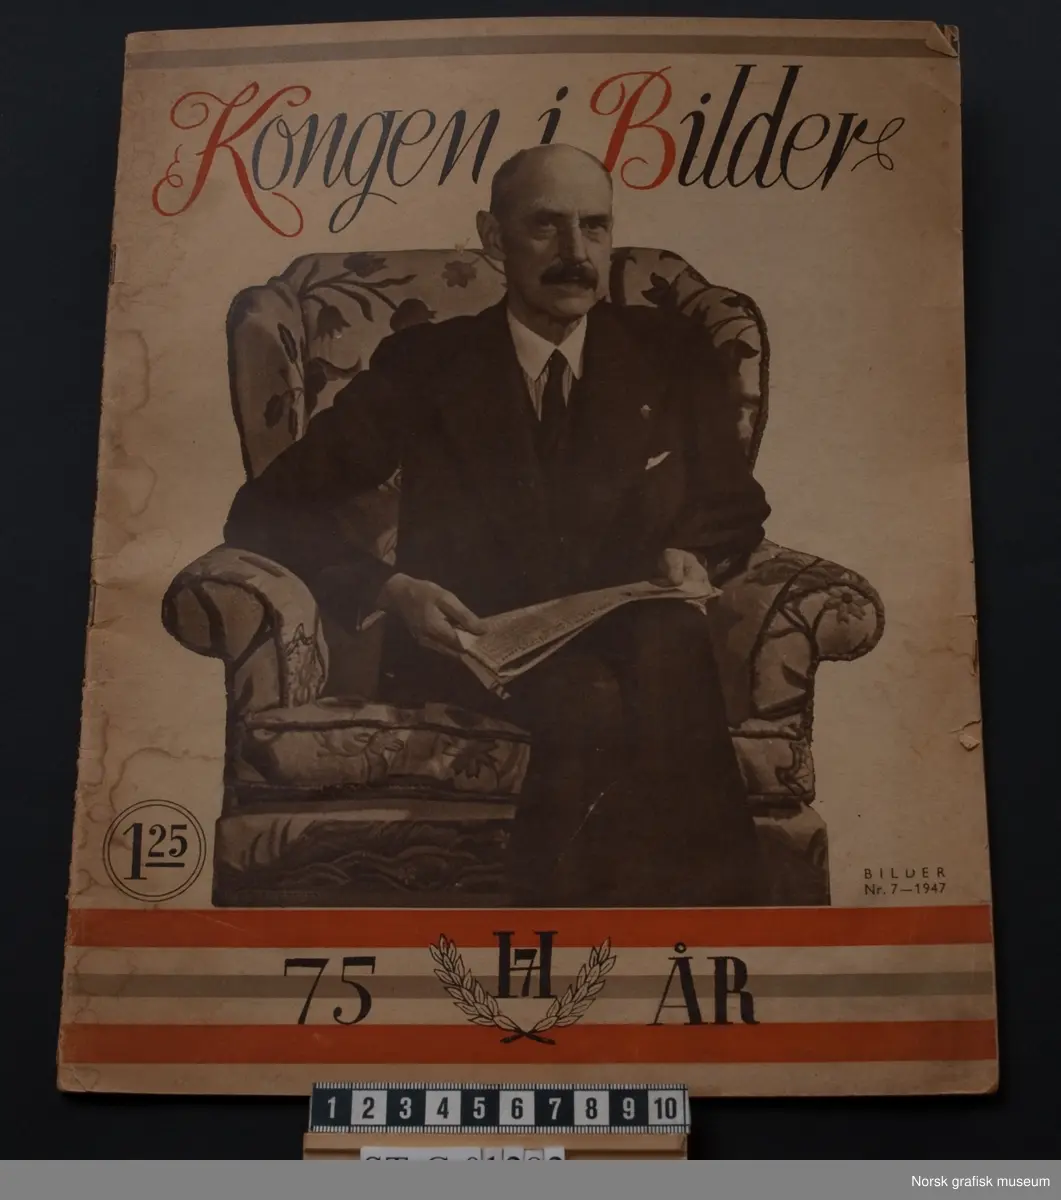 Kongen i Bilder
1.25
BILDER
Nr. 7—1947
75 H7 ÅR
1 2 3 4 5 6 7 8 9 10
Norsk grafisk museum